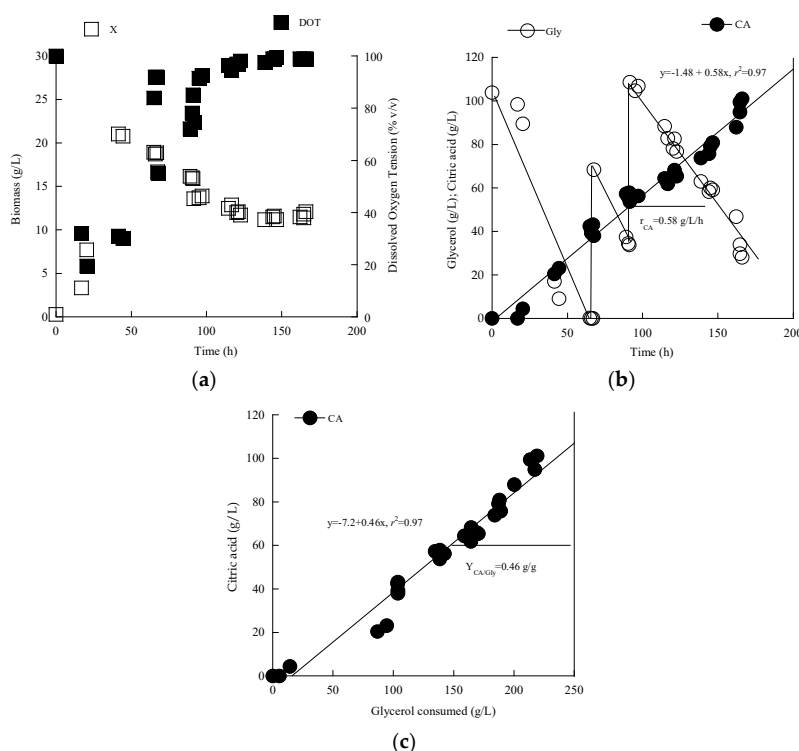 X
DOT
30
25
20
15
10
5
0
Biomass (g/L)
100
80
60
40
20
0
Dissolved Oxygen Tension (% v/v)
0 50 100 150 200
Time (h)
(a)
Gly
CA
120
100
80
60
40
20
0
Glycerol (g/L); Citric acid (g/L)
y=-1.48 + 0.58x, r²=0.97
r_CA=0.58 g/L/h
0 50 100 150 200
Time (h)
(b)
CA
120
100
80
60
40
20
0
Citric acid (g/L)
y=-7.2+0.46x, r²=0.97
Y_CA/Gly=0.46 g/g
0 50 100 150 200 250
Glycerol consumed (g/L)
(c)